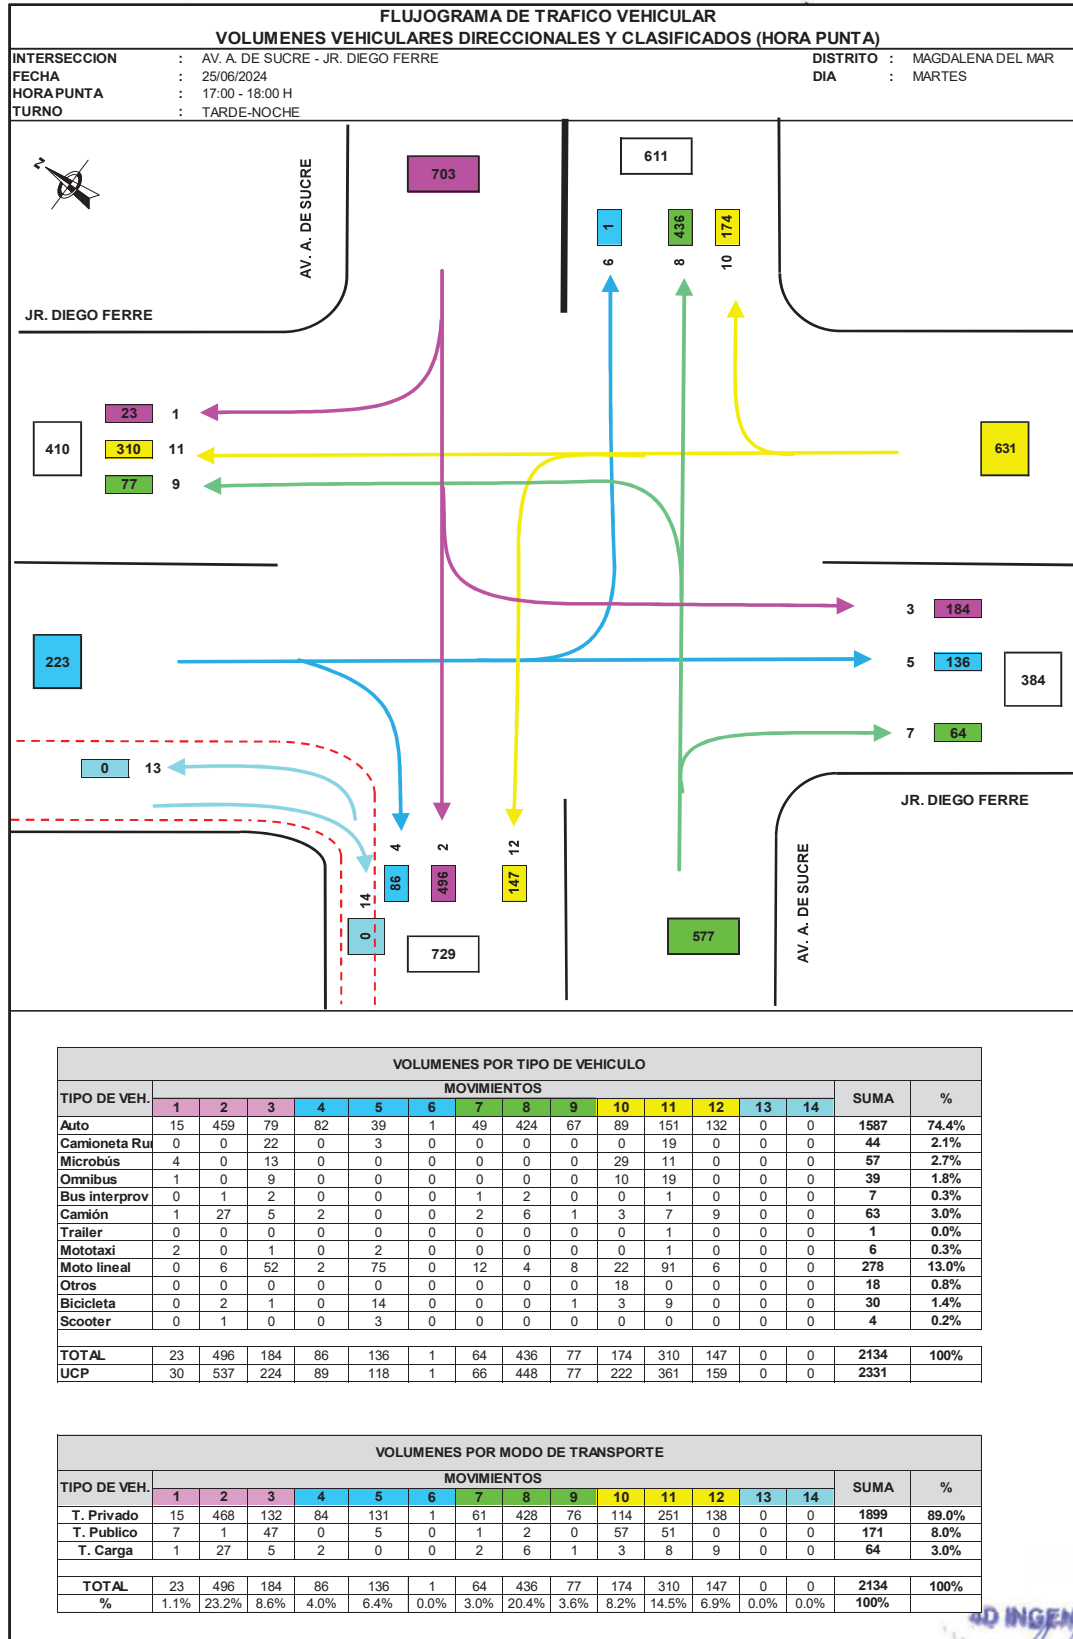 FLUJOGRAMA DE TRAFICO VEHICULAR
VOLUMENES VEHICULARES DIRECCIONALES Y CLASIFICADOS (HORA PUNTA)
INTERSECCION : AV. A. DE SUCRE - JR. DIEGO FERRE DISTRITO : MAGDALENA DEL MAR
FECHA : 25/06/2024 DIA : MARTES
HORA PUNTA : 17:00 - 18:00 H
TURNO : TARDE-NOCHE
Z
AV. A. DE SUCRE
703
611
1 436 174
6 8 10
JR. DIEGO FERRE
23 1
410 310 11
77 9
631
3 184
223
5 136
384
7 64
0 13
JR. DIEGO FERRE
4 2 12
86 496 147
14
0
729
577
AV. A. DE SUCRE
VOLUMENES POR TIPO DE VEHICULO
TIPO DE VEH. MOVIMIENTOS SUMA %
1 2 3 4 5 6 7 8 9 10 11 12 13 14
Auto 15 459 79 82 39 1 49 424 67 89 151 132 0 0 1587 74.4%
Camioneta Ru 0 0 22 0 3 0 0 0 0 0 19 0 0 0 44 2.1%
Microbús 4 0 13 0 0 0 0 0 0 29 11 0 0 0 57 2.7%
Omnibus 1 0 9 0 0 0 0 0 0 10 19 0 0 0 39 1.8%
Bus interprov 0 1 2 0 0 0 1 2 0 0 1 0 0 0 7 0.3%
Camión 1 27 5 2 0 0 2 6 1 3 7 9 0 0 63 3.0%
Trailer 0 0 0 0 0 0 0 0 0 0 1 0 0 0 1 0.0%
Mototaxi 2 0 1 0 2 0 0 0 0 0 1 0 0 0 6 0.3%
Moto lineal 0 6 52 2 75 0 12 4 8 22 91 6 0 0 278 13.0%
Otros 0 0 0 0 0 0 0 0 0 18 0 0 0 0 18 0.8%
Bicicleta 0 2 1 0 14 0 0 0 1 3 9 0 0 0 30 1.4%
Scooter 0 1 0 0 3 0 0 0 0 0 0 0 0 0 4 0.2%
TOTAL 23 496 184 86 136 1 64 436 77 174 310 147 0 0 2134 100%
UCP 30 537 224 89 118 1 66 448 77 222 361 159 0 0 2331
VOLUMENES POR MODO DE TRANSPORTE
TIPO DE VEH. MOVIMIENTOS SUMA %
1 2 3 4 5 6 7 8 9 10 11 12 13 14
T. Privado 15 468 132 84 131 1 61 428 76 114 251 138 0 0 1899 89.0%
T. Publico 7 1 47 0 5 0 1 2 0 57 51 0 0 0 171 8.0%
T. Carga 1 27 5 2 0 0 2 6 1 3 8 9 0 0 64 3.0%
TOTAL 23 496 184 86 136 1 64 436 77 174 310 147 0 0 2134 100%
% 1.1% 23.2% 8.6% 4.0% 6.4% 0.0% 3.0% 20.4% 3.6% 8.2% 14.5% 6.9% 0.0% 0.0% 100%